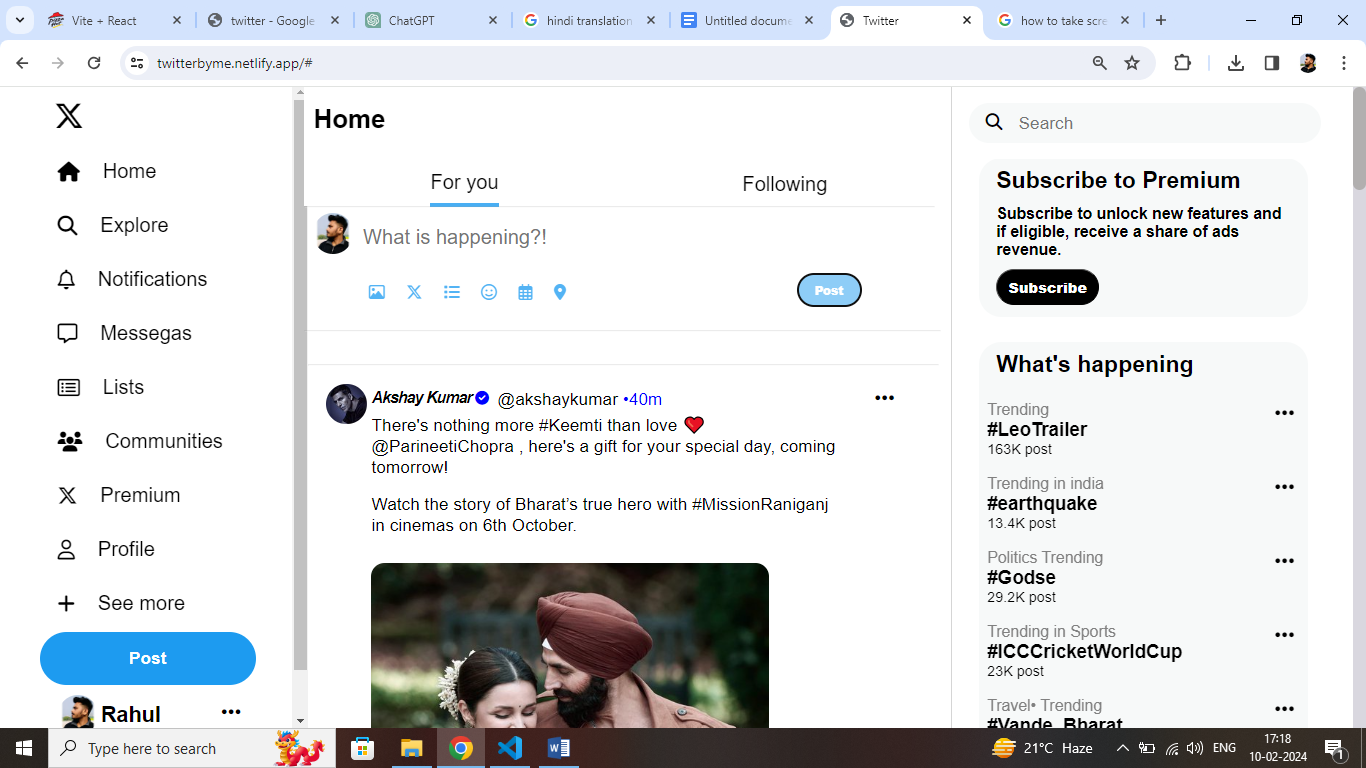 Vite + React
twitter - Google
ChatGPT
hindi translation
Untitled docume
Twitter
how to take scre
twitterbyme.netlify.app/#
Home
Explore
Notifications
Messegas
Lists
Communities
Premium
Profile
See more
Post
Rahul
Home
For you
Following
What is happening?!
Post
Akshay Kumar @akshaykumar •40m
There's nothing more #Keemti than love ❤️
@ParineetiChopra , here's a gift for your special day, coming
tomorrow!
Watch the story of Bharat’s true hero with #MissionRaniganj
in cinemas on 6th October.
Search
Subscribe to Premium
Subscribe to unlock new features and
if eligible, receive a share of ads
revenue.
Subscribe
What's happening
Trending
#LeoTrailer
163K post
Trending in india
#earthquake
13.4K post
Politics Trending
#Godse
29.2K post
Trending in Sports
#ICCCricketWorldCup
23K post
Travel• Trending
#Vande_Bharat
Type here to search
21°C Haze
ENG
17:18
10-02-2024
1